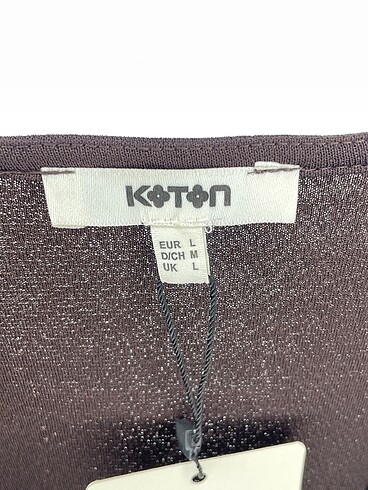 KOTON
EUR L
D/CH M
UK L